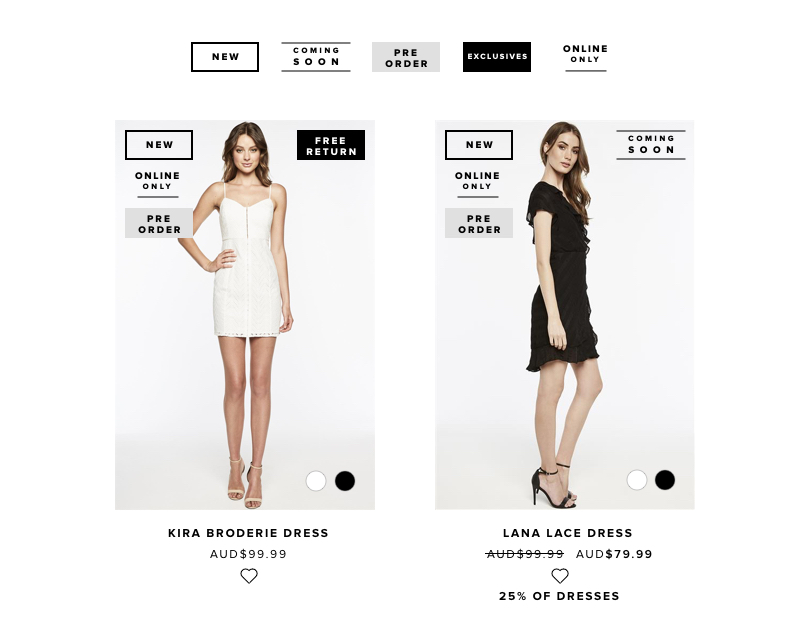 NEW
COMING
SOON
PRE
ORDER
EXCLUSIVES
ONLINE
ONLY
NEW
FREE
RETURN
ONLINE
ONLY
PRE
ORDER
NEW
COMING
SOON
ONLINE
ONLY
PRE
ORDER
KIRA BRODERIE DRESS
AUD$99.99
LANA LACE DRESS
AUD$99.99 AUD$79.99
25% OF DRESSES